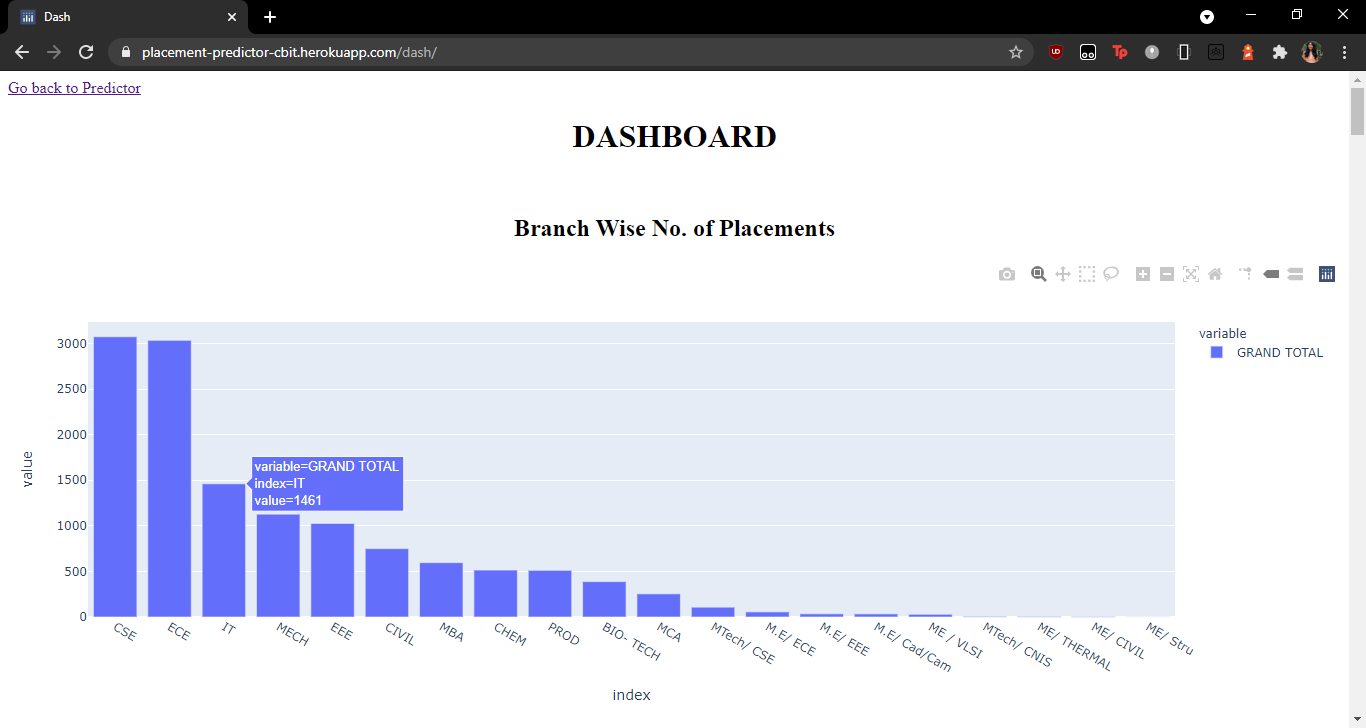 Dash
placement-predictor-cbit.herokuapp.com/dash/
Go back to Predictor
DASHBOARD
Branch Wise No. of Placements
variable
GRAND TOTAL
3000
2500
2000
1500
1000
500
0
value
variable=GRAND TOTAL
index=IT
value=1461
CSE
ECE
IT
MECH
EEE
CIVIL
MBA
CHEM
PROD
BIO- TECH
MCA
MTech/ CSE
M.E/ ECE
M.E/ EEE
M.E/ Cad/Cam
ME / VLSI
MTech/ CNIS
ME/ THERMAL
ME/ CIVIL
ME/ Stru
index